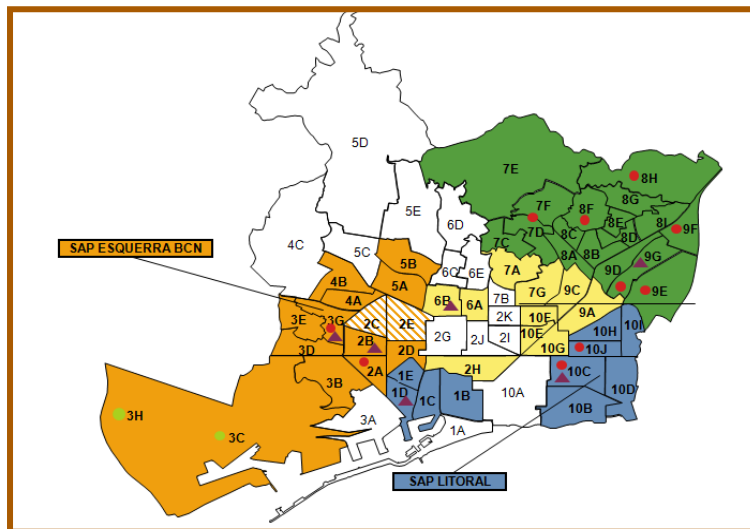 5D
7E
8H
8G
5E
6D
7F
8F
8E
8I
9F
7D
8C
8D
7C
4C
5C
5B
6C
6E
7A
8A
8B
9G
9D
SAP ESQUERRA BCN
4B
5A
7G
9C
9E
4A
6B
6A
7B
3E
3G
2C
2E
2K
10F
9A
10I
10H
2B
2G
2J
2I
10E
3D
2D
10G
10J
2A
2H
1E
10C
3B
1D
1C
1B
10A
10D
3H
3A
10B
3C
1A
SAP LITORAL